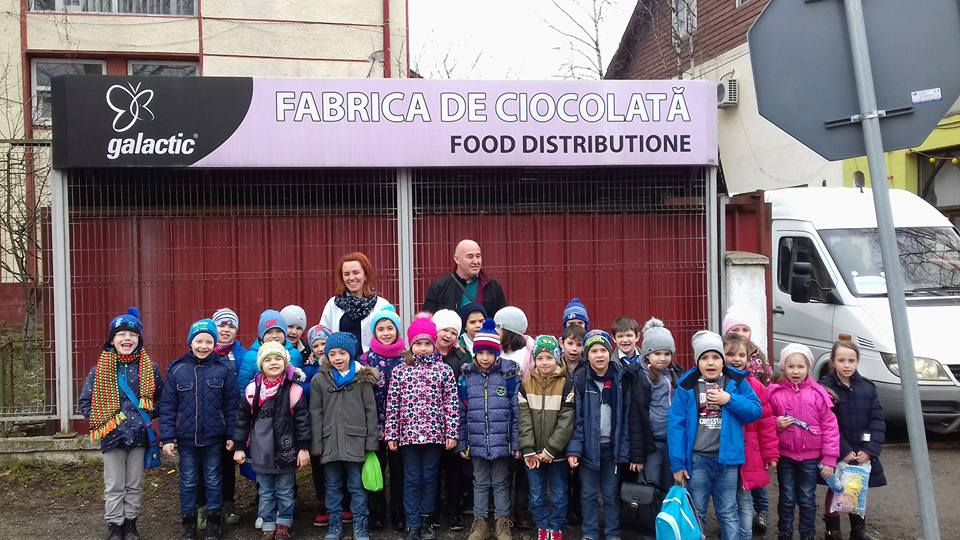 galactic®
FABRICA DE CIOCOLATĂ
FOOD DISTRIBUTIONE